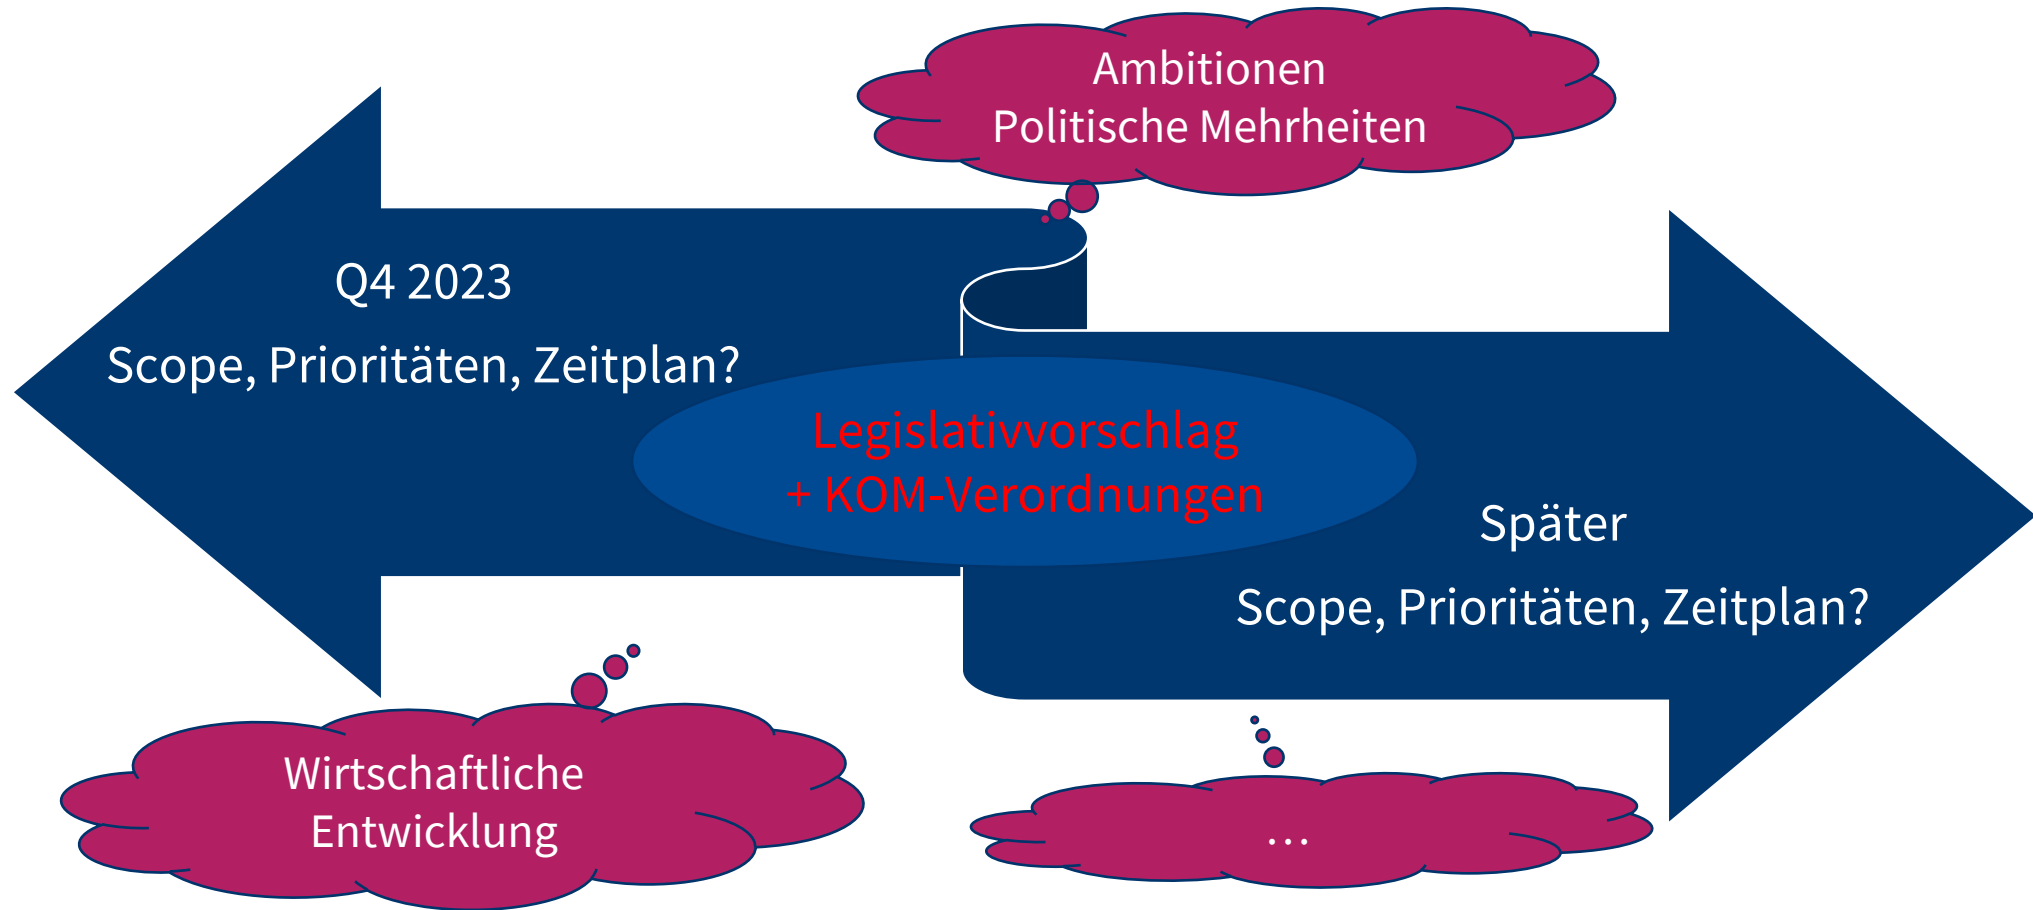 Ambitionen
Politische Mehrheiten
Q4 2023
Scope, Prioritäten, Zeitplan?
Legislativvorschlag
+ KOM-Verordnungen
Später
Scope, Prioritäten, Zeitplan?
Wirtschaftliche
Entwicklung
…